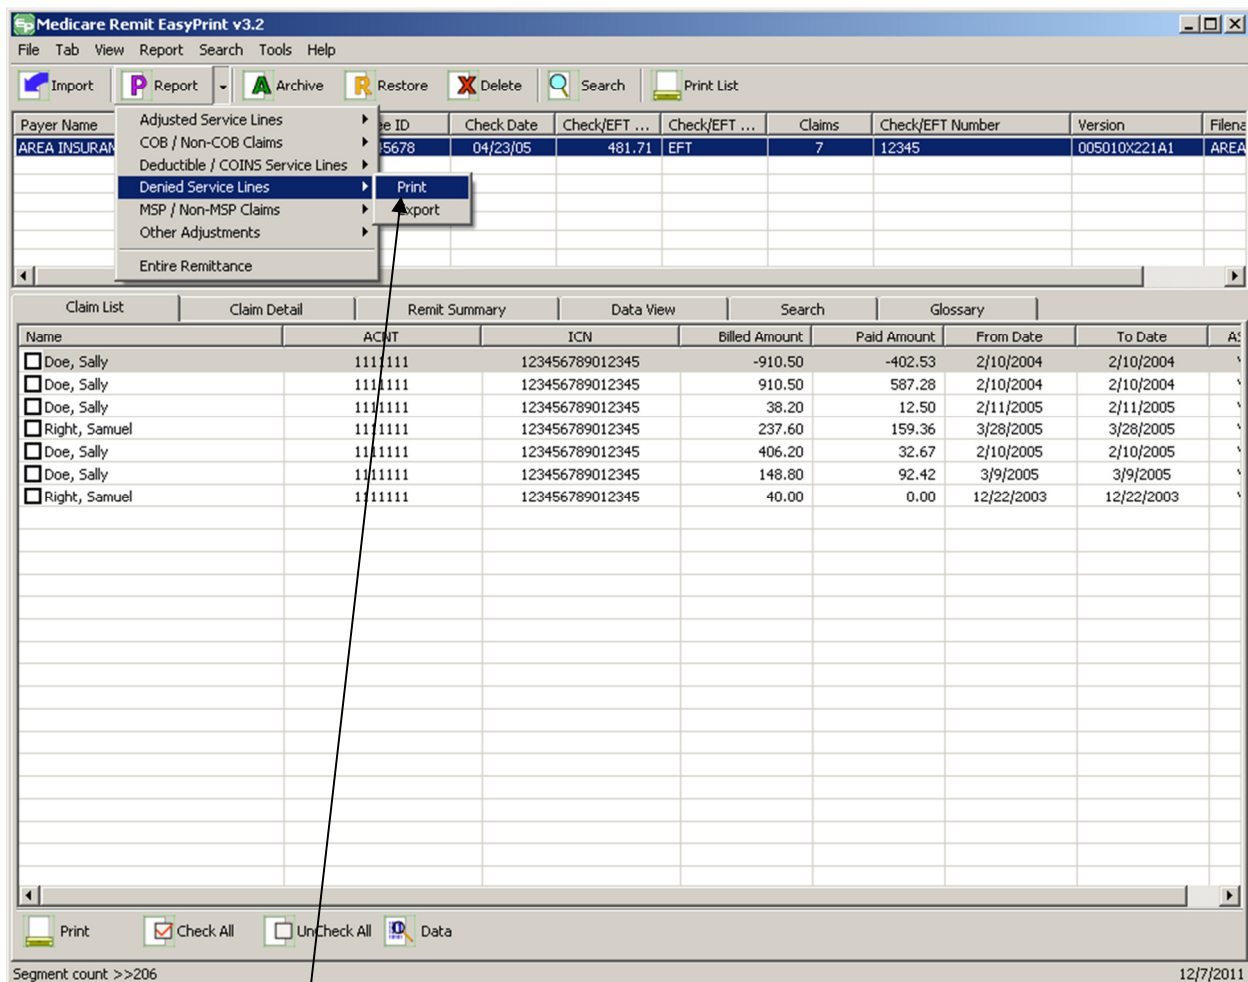 Medicare Remit EasyPrint v3.2
File Tab View Report Search Tools Help
Import Report Archive Restore Delete Search Print List
Payer Name ee ID Check Date Check/EFT ... Check/EFT ... Claims Check/EFT Number Version Filena
AREA INSURAN 5678 04/23/05 481.71 EFT 7 12345 005010X221A1 AREA
Adjusted Service Lines
COB / Non-COB Claims
Deductible / COINS Service Lines
Denied Service Lines
MSP / Non-MSP Claims
Other Adjustments
Entire Remittance
Print
Export
Claim List Claim Detail Remit Summary Data View Search Glossary
Name ACNT ICN Billed Amount Paid Amount From Date To Date AS
Doe, Sally 1111111 123456789012345 -910.50 -402.53 2/10/2004 2/10/2004
Doe, Sally 1111111 123456789012345 910.50 587.28 2/10/2004 2/10/2004
Doe, Sally 1111111 123456789012345 38.20 12.50 2/11/2005 2/11/2005
Right, Samuel 1111111 123456789012345 237.60 159.36 3/28/2005 3/28/2005
Doe, Sally 1111111 123456789012345 406.20 32.67 2/10/2005 2/10/2005
Doe, Sally 1111111 123456789012345 148.80 92.42 3/9/2005 3/9/2005
Right, Samuel 1111111 123456789012345 40.00 0.00 12/22/2003 12/22/2003
Print Check All UnCheck All Data
Segment count >>206 12/7/2011